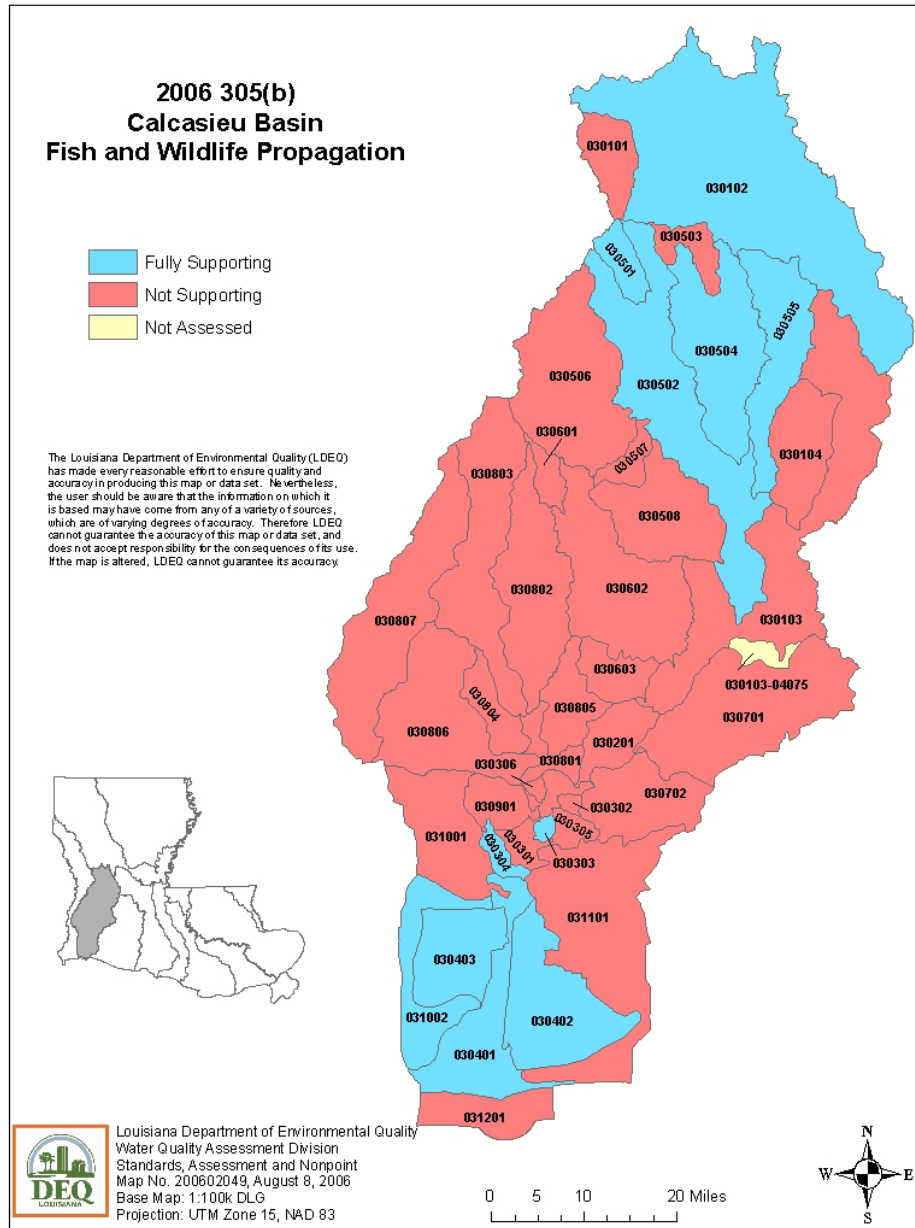 2006 305(b)
Calcasieu Basin
Fish and Wildlife Propagation
Fully Supporting
Not Supporting
Not Assessed
The Louisiana Department of Environmental Quality (LDEQ)
has made every reasonable effort to ensure quality and
accuracy in producing this map or data set. Nevertheless,
the user should be aware that the information on which it
is based may have come from any of a variety of sources,
which are of varying degrees of accuracy. Therefore LDEQ
cannot guarantee the accuracy of this map or data set, and
does not accept responsibility for the consequences of its use.
If the map is altered, LDEQ cannot guarantee its accuracy.
030101
030102
030503
030501
030505
030504
030506
030502
030601
030507
030104
030803
030508
030802
030602
030807
030103
030603
030103-04075
030804
030805
030701
030806
030201
030306
030801
030901
030302
030702
030305
031001
030304
030301
030303
031101
030403
031002
030402
030401
031201
DEQ
LOUISIANA
Louisiana Department of Environmental Quality
Water Quality Assessment Division
Standards, Assessment and Nonpoint
Map No. 200602049, August 8, 2006
Base Map: 1:100k DLG
Projection: UTM Zone 15, NAD 83
0 5 10 20 Miles
N
W E
S